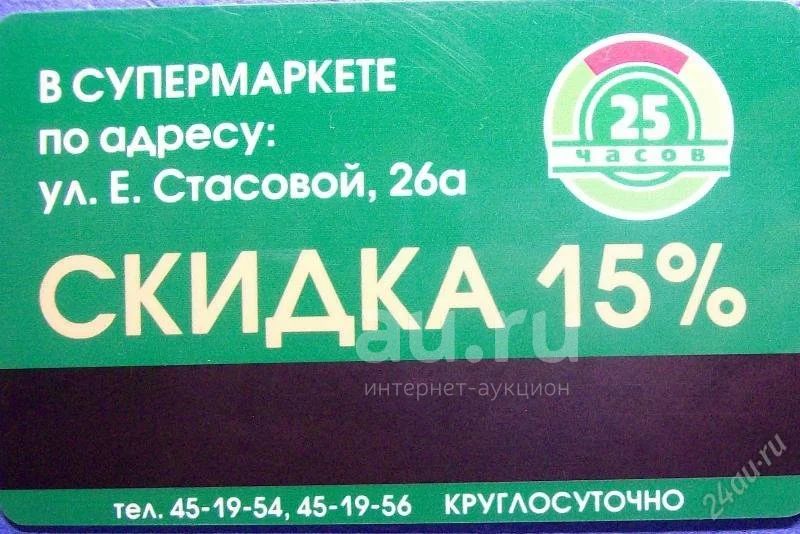 В СУПЕРМАРКЕТЕ
по адресу:
ул. Е. Стасовой, 26а
25
часов
СКИДКА 15%
au.ru
интернет-аукцион
тел. 45-19-54, 45-19-56 КРУГЛОСУТОЧНО
24au.ru